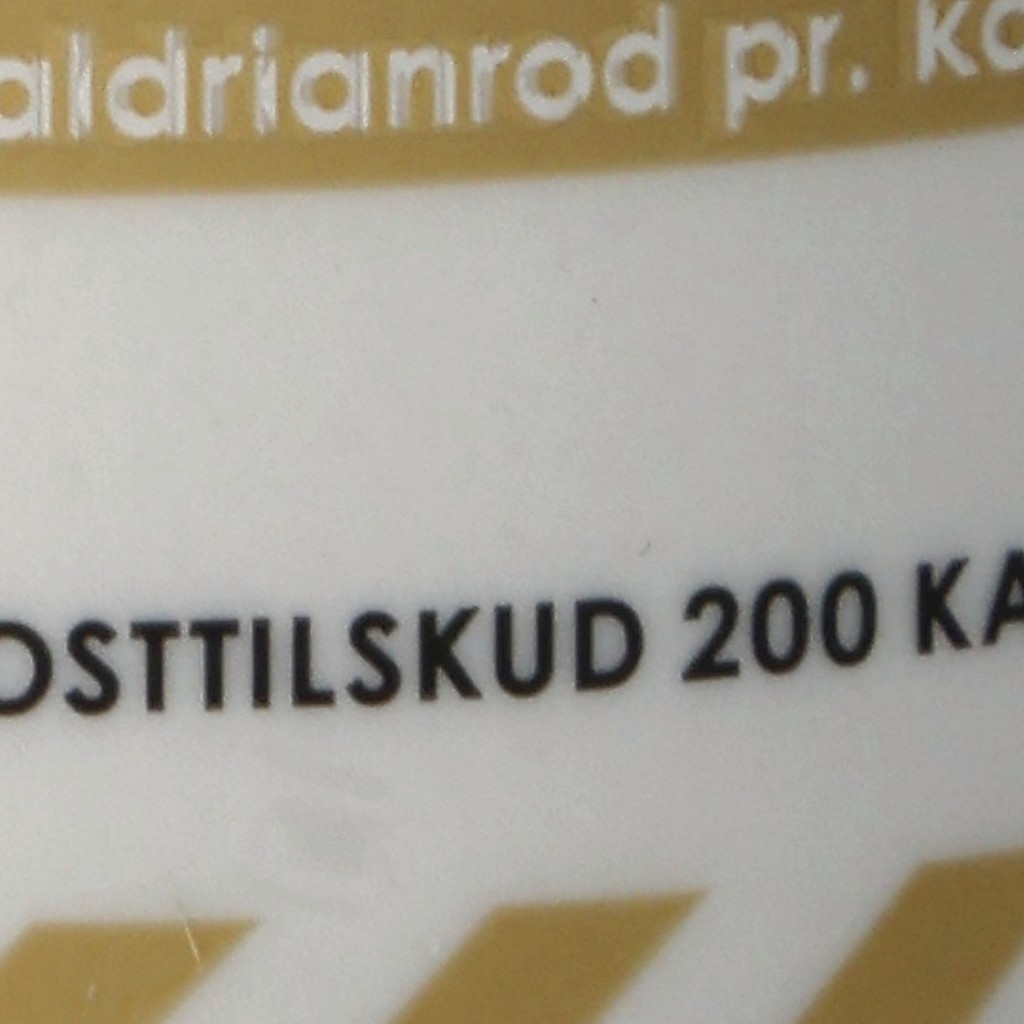 aldrianrod pr. ka
OSTTILSKUD 200 KA